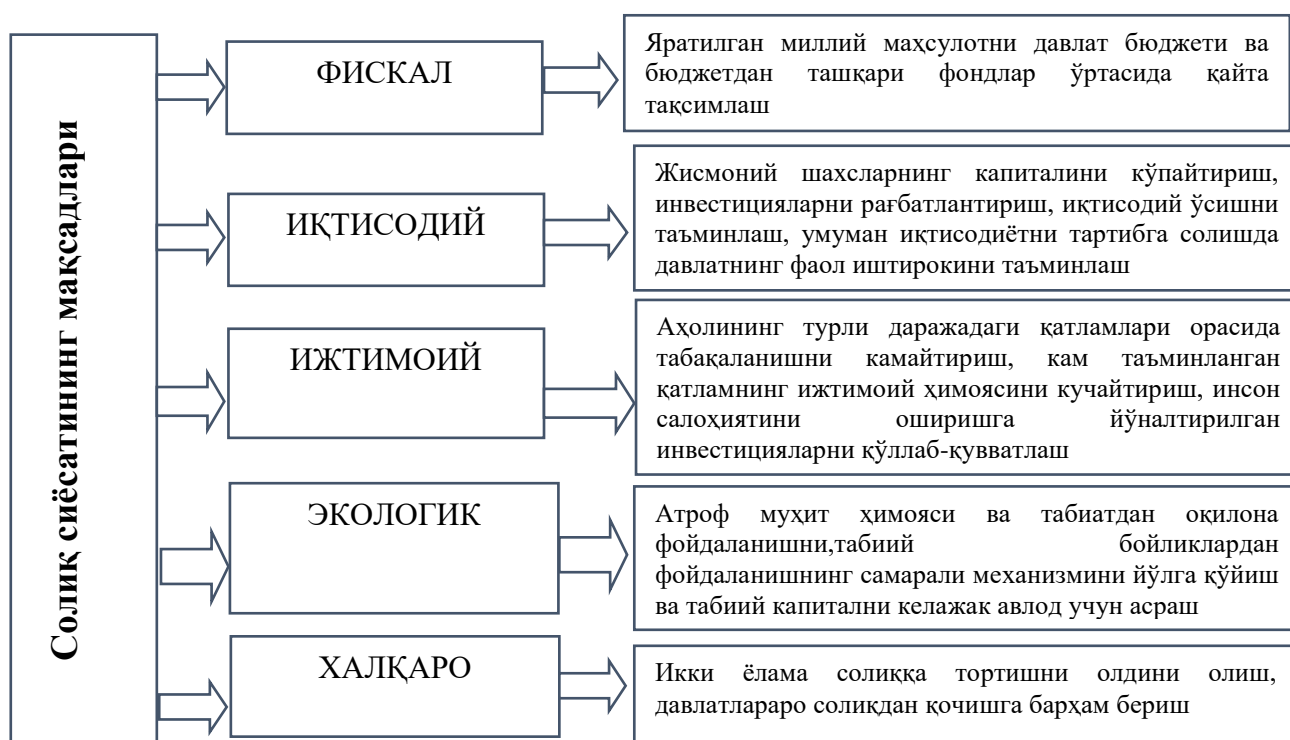 Солиқ сиёсатининг мақсадлари
ФИСКАЛ
Яратилган миллий маҳсулотни давлат бюджети ва
бюджетдан ташқари фондлар ўртасида қайта
тақсимлаш
ИҚТИСОДИЙ
Жисмоний шахсларнинг капиталини кўпайтириш,
инвестицияларни рағбатлантириш, иқтисодий ўсишни
таъминлаш, умуман иқтисодиётни тартибга солишда
давлатнинг фаол иштирокини таъминлаш
ИЖТИМОИЙ
Аҳолининг турли даражадаги қатламлари орасида
табақаланишни камайтириш, кам таъминланган
қатламнинг ижтимоий ҳимоясини кучайтириш, инсон
салоҳиятини оширишга йўналтирилган
инвестицияларни қўллаб-қувватлаш
ЭКОЛОГИК
Атроф муҳит ҳимояси ва табиатдан оқилона
фойдаланишни,табиий бойликлардан
фойдаланишнинг самарали механизмини йўлга қўйиш
ва табиий капитални келажак авлод учун асраш
ХАЛҚАРО
Икки ёлама солиққа тортишни олдини олиш,
давлатлараро солиқдан қочишга барҳам бериш